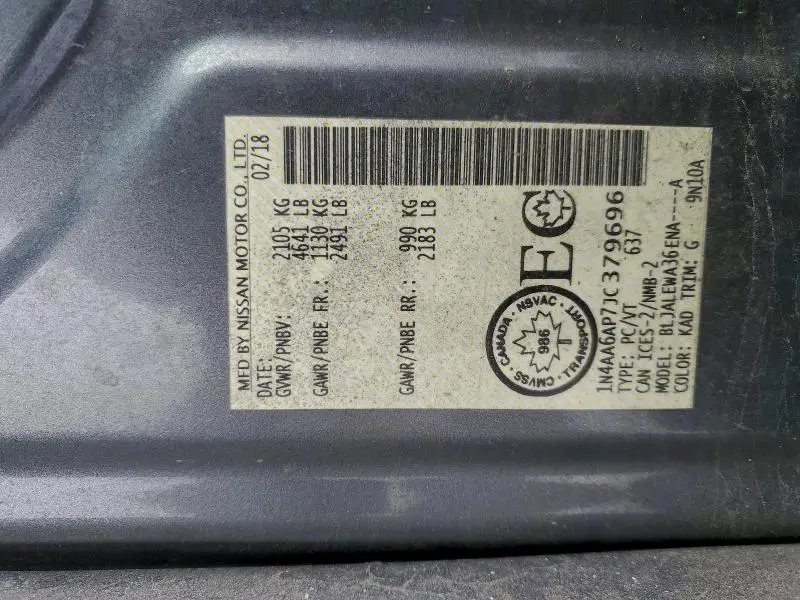 MFD BY NISSAN MOTOR CO., LTD.
DATE: 02/18
GVWR/PNBV: 2105 KG
4641 LB
GAWR/PNBE FR.: 1130 KG
2491 LB
GAWR/PNBE RR.: 990 KG
2183 LB
EC
CANADA · NSVAC · TRANSPORT · CMVSS
986
1N4AA6AP7JC379696
TYPE: PC/VT 637
CAN ICES-2/NMB-2
MODEL: BLJALEWA36ENA----A
COLOR: KAD TRIM: G 9N10A